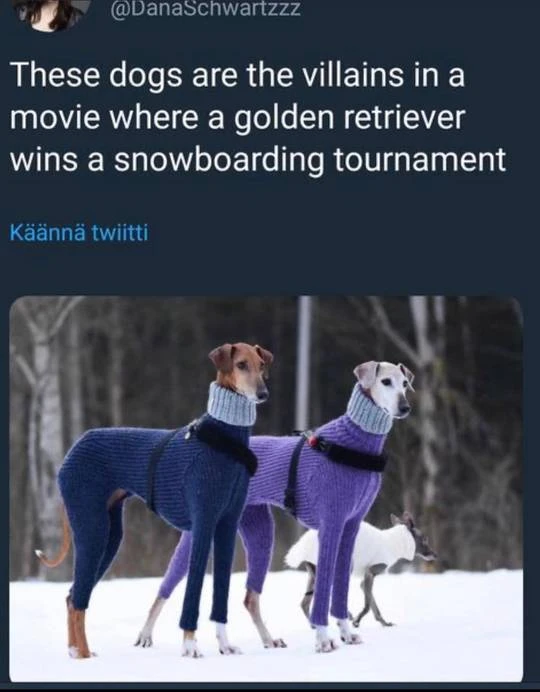 @DanaSchwartzzz
These dogs are the villains in a
movie where a golden retriever
wins a snowboarding tournament
Käännä twiitti